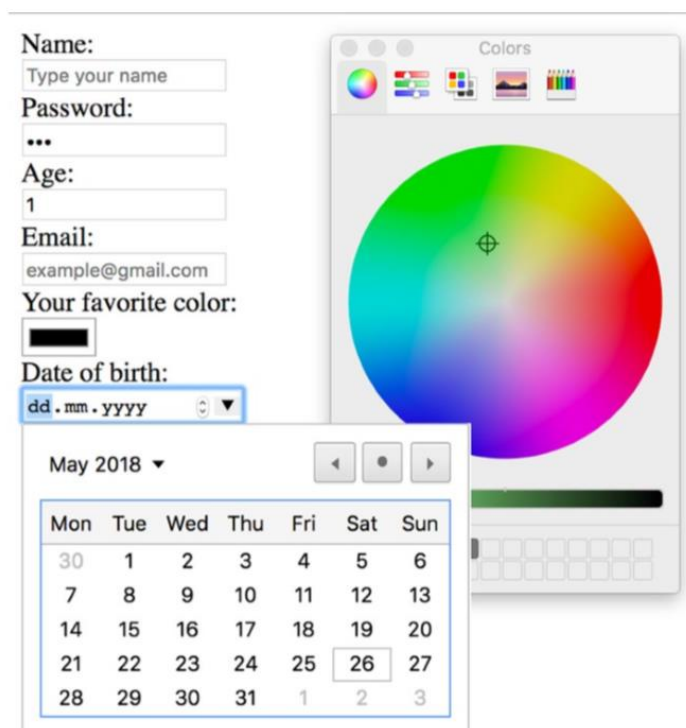 Name:
Type your name
Password:
•••
Age:
1
Email:
example@gmail.com
Your favorite color:
Date of birth:
dd.mm.yyyy
May 2018
Mon Tue Wed Thu Fri Sat Sun
30 1 2 3 4 5 6
7 8 9 10 11 12 13
14 15 16 17 18 19 20
21 22 23 24 25 26 27
28 29 30 31 1 2 3
Colors